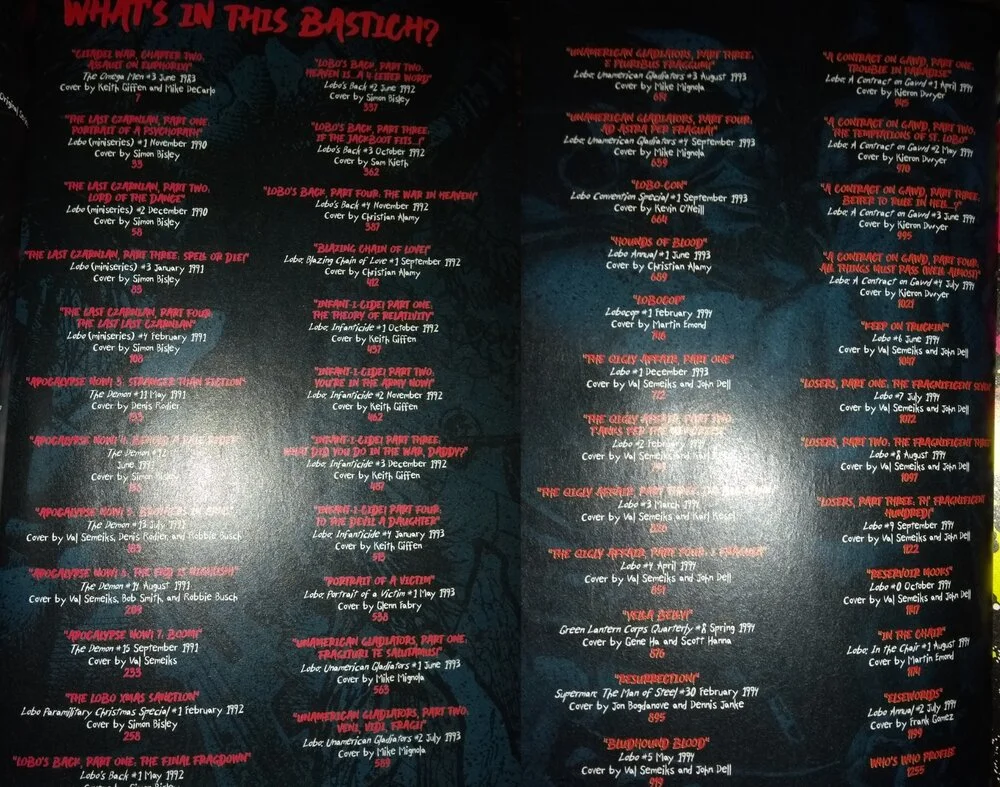 WHAT'S IN THIS BASTICH?
"CITADEL WAR, CHAPTER TWO,
ASSAULT ON EUPHORIX!"
The Omega Men #3 June 1983
Cover by Keith Giffen and Mike DeCarlo
7
"THE LAST CZARNIAN, PART ONE,
PORTRAIT OF A PSYCHOPATH"
Lobo (miniseries) #1 November 1990
Cover by Simon Bisley
33
"THE LAST CZARNIAN, PART TWO,
LORD OF THE DANCE"
Lobo (miniseries) #2 December 1990
Cover by Simon Bisley
58
"THE LAST CZARNIAN, PART THREE, SPELL OR DIE!"
Lobo (miniseries) #3 January 1991
Cover by Simon Bisley
83
"THE LAST CZARNIAN, PART FOUR
THE LAST LAST CZARNIAN"
Lobo (miniseries) #4 February 1991
Cover by Simon Bisley
108
"APOCALYPSE NOW! 3: STRANGER THAN FICTION"
The Demon #11 May 1991
Cover by Denis Rodier
133
"APOCALYPSE NOW! 4:
The Demon #12
June 1991
"APOCALYPSE NOW! 5: BROTHERS IN ARMS"
The Demon #13 July 1991
Cover by Val Semeiks, Denis Rodier, and Robbie Busch
183
"APOCALYPSE NOW! 6: THE END IS NIGHISH!"
The Demon #14 August 1991
Cover by Val Semeiks, Bob Smith, and Robbie Busch
209
"APOCALYPSE NOW! 7: BOOM!"
The Demon #15 September 1991
Cover by Val Semeiks
233
"THE LOBO XMAS SANCTION"
Lobo Paramilitary Christmas Special #1 February 1992
Cover by Simon Bisley
258
"LOBO'S BACK, PART ONE, THE FINAL FRAGDOWN"
Lobo's Back #1 May 1992
Cover by Simon Bisley
"LOBO'S BACK, PART TWO,
HEAVEN IS A 4 LETTER WORD"
Lobo's Back #2 June 1992
Cover by Simon Bisley
337
"LOBO'S BACK, PART THREE,
IF THE JACKBOOT FITS...!"
Lobo's Back #3 October 1992
Cover by Sam Kieth
362
"LOBO'S BACK, PART FOUR, THE WAR IN HEAVEN!"
Lobo's Back #4 November 1992
Cover by Christian Alamy
387
"BLAZING CHAIN OF LOVE!"
Lobo: Blazing Chain of Love #1 September 1992
Cover by Christian Alamy
412
"INFANT-I-CIDE! PART ONE,
THE THEORY OF RELATIVITY"
Lobo: Infanticide #1 October 1992
Cover by Keith Giffen
437
"INFANT-I-CIDE! PART TWO,
YOU'RE IN THE ARMY NOW!"
Lobo: Infanticide #2 November 1992
Cover by Keith Giffen
462
"INFANT-I-CIDE! PART THREE,
WHAT DID YOU DO IN THE WAR, DADDY?"
Lobo: Infanticide #3 December 1992
Cover by Keith Giffen
487
"INFANT-I-CIDE! PART FOUR
TO THE DEVIL A DAUGHTER"
Lobo: Infanticide #4 January 1993
Cover by Keith Giffen
513
"PORTRAIT OF A VICTIM"
Lobo: Portrait of a Victim #1 May 1993
Cover by Glenn Fabry
538
"UNAMERICAN GLADIATORS, PART ONE,
FRAGITURI TE SALUTAMUS!"
Lobo: Unamerican Gladiators #1 June 1993
Cover by Mike Mignola
563
"UNAMERICAN GLADIATORS, PART TWO,
VENI, VIDI, FRAGI!"
Lobo: Unamerican Gladiators #2 July 1993
Cover by Mike Mignola
589
"UNAMERICAN GLADIATORS, PART THREE,
E PLURIBUS FRAGGUM!"
Lobo: Unamerican Gladiators #3 August 1993
Cover by Mike Mignola
614
"UNAMERICAN GLADIATORS, PART FOUR,
AD ASTRA PER FRAGUM!"
Lobo: Unamerican Gladiators #4 September 1993
Cover by Mike Mignola
639
"LOBO-CON"
Lobo Convention Special #1 September 1993
Cover by Kevin O'Neill
664
"HOUNDS OF BLOOD"
Lobo Annual #1 June 1993
Cover by Christian Alamy
689
"LOBOCOP"
Lobocop #1 February 1994
Cover by Martin Emond
746
"THE QIGLY AFFAIR, PART ONE"
Lobo #1 December 1993
Cover by Val Semeiks and John Dell
772
"THE QIGLY AFFAIR, PART TWO
Lobo #2 February
Cover by Val Semeiks and
"THE QIGLY AFFAIR, PART THREE,
Lobo #3 March 1994
Cover by Val Semeiks and Karl Kesel
"THE QIGLY AFFAIR, PART FOUR,
Lobo #4 April 1994
Cover by Val Semeiks and John Dell
851
Green Lantern Corps Quarterly #8 Spring 1994
Cover by Gene Ha and Scott Hanna
876
"RESURRECTION!"
Superman: The Man of Steel #30 February 1994
Cover by Jon Bogdanove and Dennis Janke
895
"BLUDHOUND BLOOD"
Lobo #5 May 1994
Cover by Val Semeiks and John Dell
919
"A CONTRACT ON GAWD, PART ONE,
TROUBLE IN PARADISE"
Lobo: A Contract on Gawd #1 April 1994
Cover by Kieron Dwyer
945
"A CONTRACT ON GAWD, PART TWO,
THE TEMPTATIONS OF ST. LOBO"
Lobo: A Contract on Gawd #2 May 1994
Cover by Kieron Dwyer
970
"A CONTRACT ON GAWD, PART THREE
BETTER TO RULE IN HELL...?"
Lobo: A Contract on Gawd #3 June 1994
Cover by Kieron Dwyer
995
"A CONTRACT ON GAWD, PART FOUR,
ALL THINGS MUST PASS (WELL ALMOST)"
Lobo: A Contract on Gawd #4 July 1994
Cover by Kieron Dwyer
1021
"KEEP ON TRUCKIN'"
Lobo #6 June 1994
Cover by Val Semeiks and John Dell
1047
"LOSERS, PART ONE, THE FRAGNIFICENT
Lobo #7 July 1994
Cover by Val Semeiks and John Dell
1072
"LOSERS, PART TWO, THE FRAGNIFICENT
Lobo #8 August 1994
Cover by Val Semeiks and John Dell
1097
"LOSERS, PART THREE, TH' FRAGNIFICENT
HUNDRED!"
Lobo #9 September 1994
Cover by Val Semeiks and John Dell
1122
"RESERVOIR MOOKS"
Lobo #0 October 1994
Cover by Val Semeiks and John Dell
1147
"IN THE CHAIR"
Lobo: In the Chair #1 August 1994
Cover by Martin Emond
1174
"ELSEWORLDS"
Lobo Annual #2 July 1994
Cover by Frank Gomez
1199
WHO'S WHO PROFILE
1255